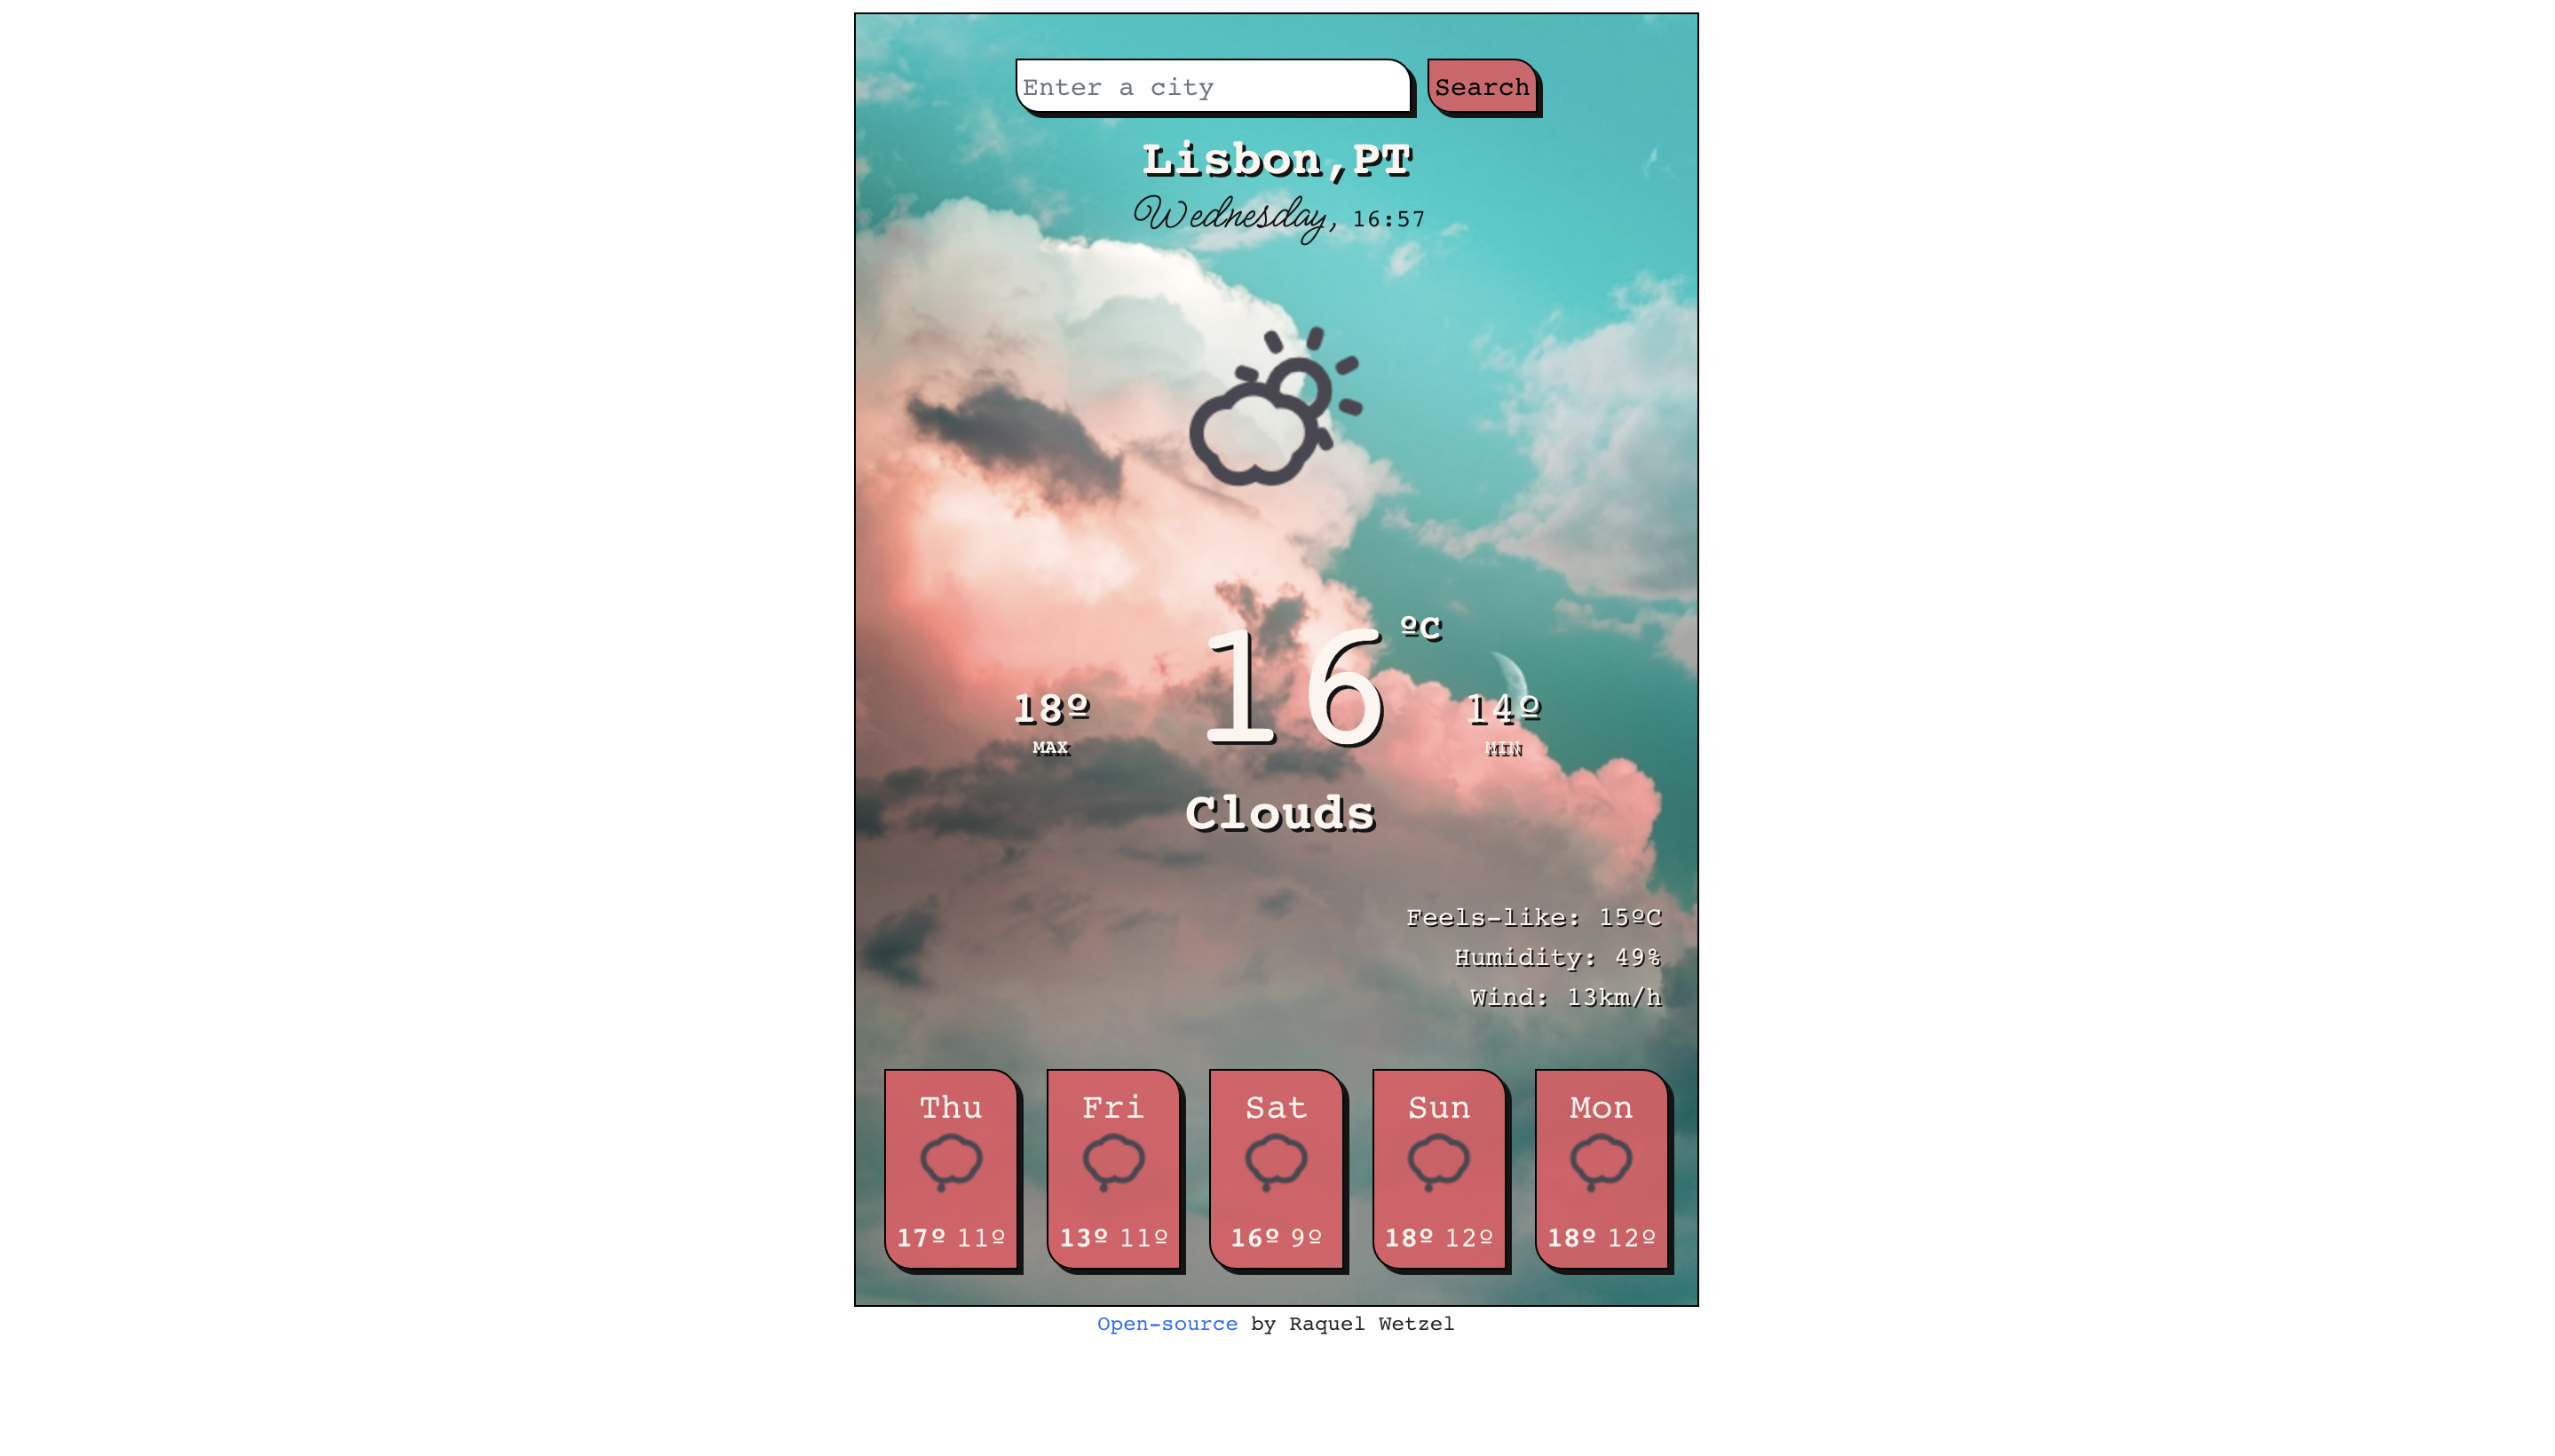 Enter a city Search
Lisbon,PT
Wednesday, 16:57
16 ºC
18º 14º
MAX MIN
Clouds
Feels-like: 15ºC
Humidity: 49%
Wind: 13km/h
Thu Fri Sat Sun Mon
17º 11º 13º 11º 16º 9º 18º 12º 18º 12º
Open-source by Raquel Wetzel